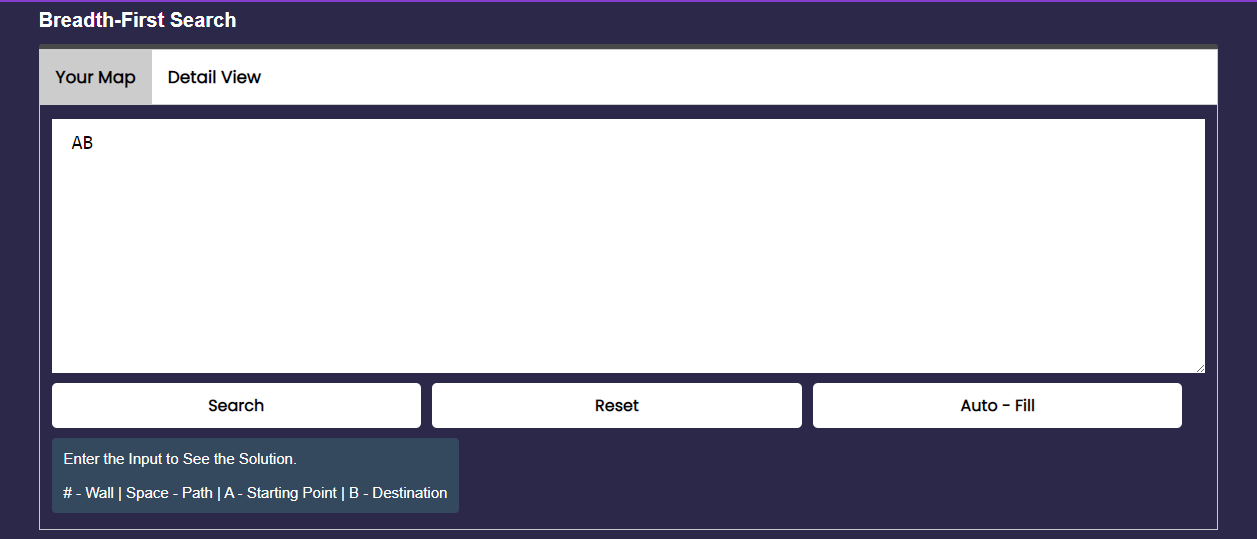 Breadth-First Search
Your Map Detail View
AB
Search Reset Auto - Fill
Enter the Input to See the Solution.
# - Wall | Space - Path | A - Starting Point | B - Destination